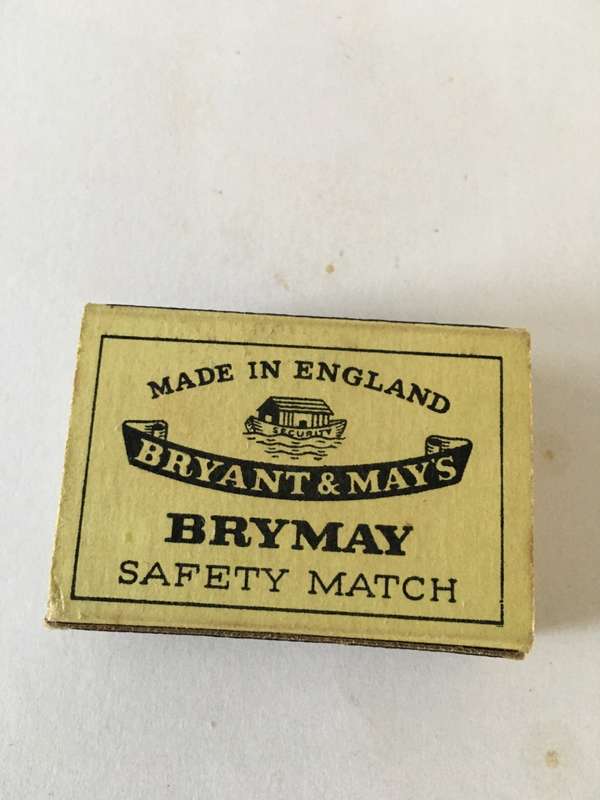 MADE IN ENGLAND
SECURITY
BRYANT & MAY'S
BRYMAY
SAFETY MATCH